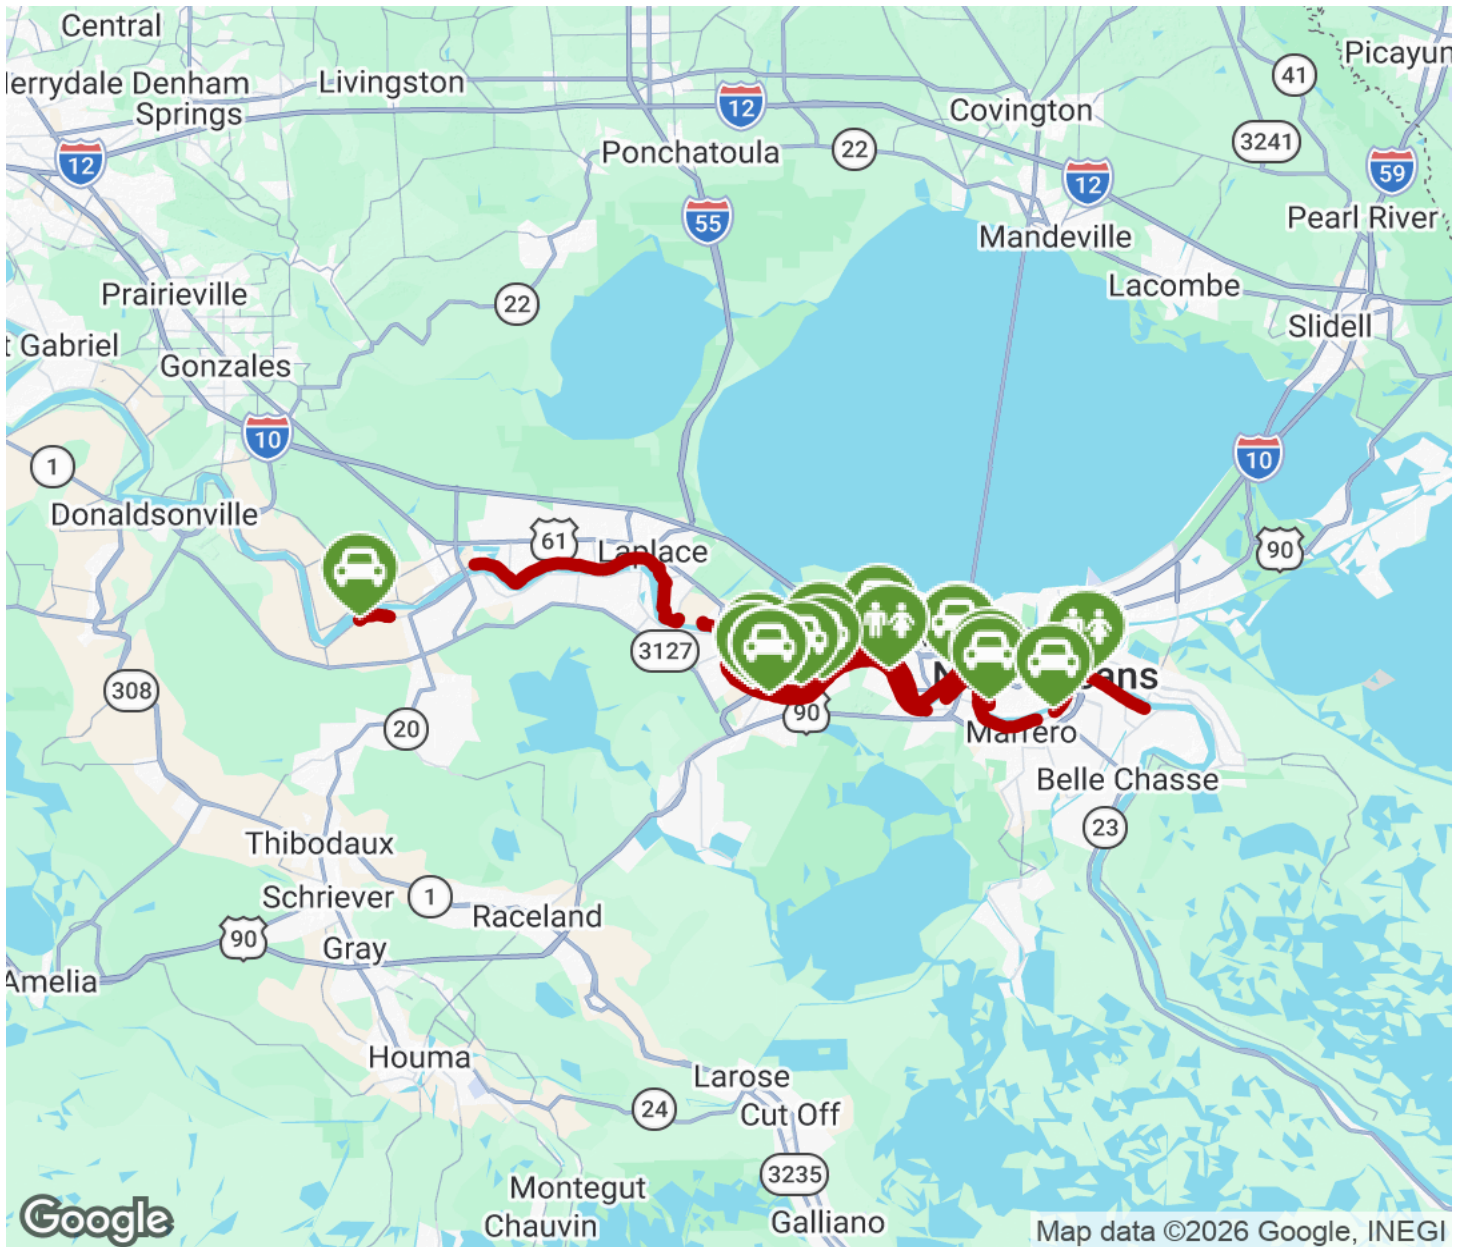 Central
Picayun
41
Livingston
errydale Denham
Springs
12
Covington
3241
Ponchatoula
22
12
12
59
55
Pearl River
Mandeville
Prairieville
22
Lacombe
Slidell
t Gabriel
Gonzales
10
1
10
Donaldsonville
61
Laplace
90
3127
308
90
20
Marrero
Belle Chasse
23
Thibodaux
Schriever
1
Raceland
90
Gray
Amelia
Houma
Larose
24
Cut Off
3235
Montegut
Chauvin
Galliano
Google
Map data ©2026 Google, INEGI